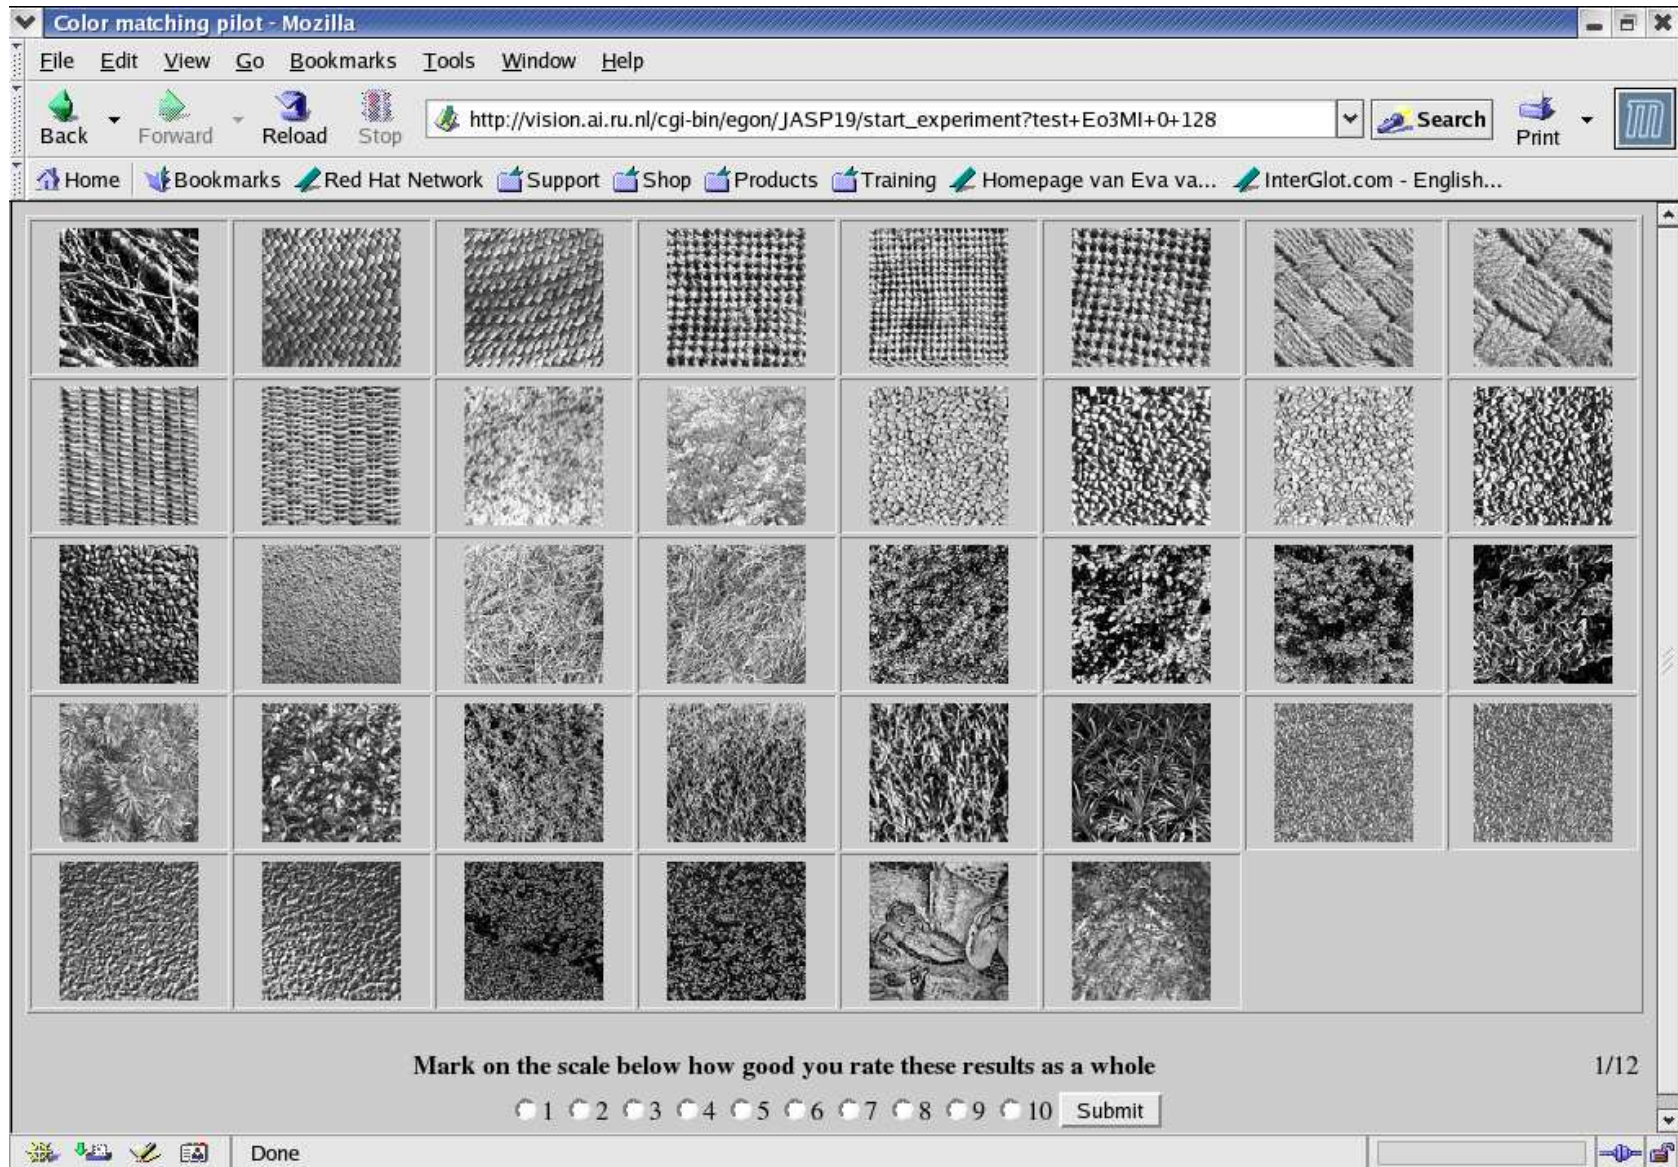 Color matching pilot - Mozilla
File Edit View Go Bookmarks Tools Window Help
Back Forward Reload Stop http://vision.ai.ru.nl/cgi-bin/egon/JASP19/start_experiment?test+Eo3MI+0+128 Search Print
Home Bookmarks Red Hat Network Support Shop Products Training Homepage van Eva va... InterGlot.com - English...
Mark on the scale below how good you rate these results as a whole 1/12
1 2 3 4 5 6 7 8 9 10 Submit
Done